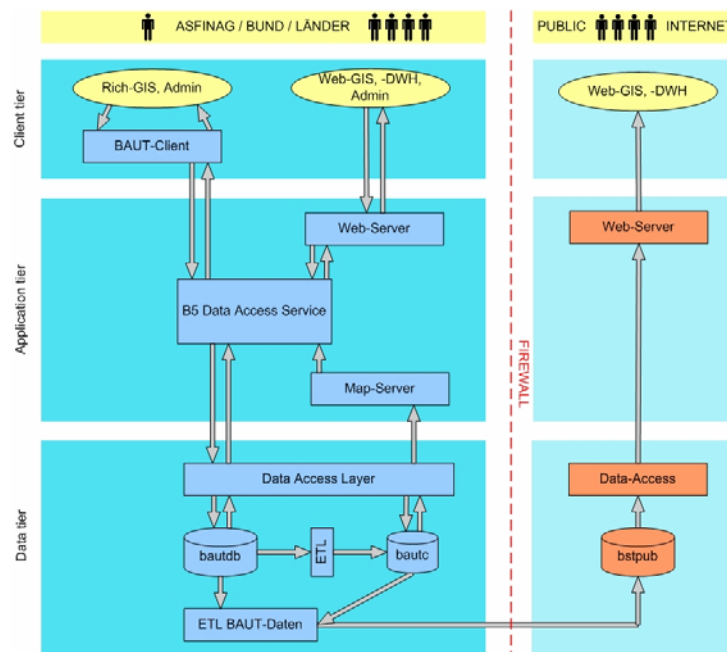 ASFINAG / BUND / LÄNDER
PUBLIC INTERNET
Client tier
Rich-GIS, Admin
Web-GIS, -DWH,
Admin
Web-GIS, -DWH
BAUT-Client
Application tier
Web-Server
Web-Server
B5 Data Access Service
Map-Server
FIREWALL
Data tier
Data Access Layer
Data-Access
bautdb
ETL
bautc
bstpub
ETL BAUT-Daten